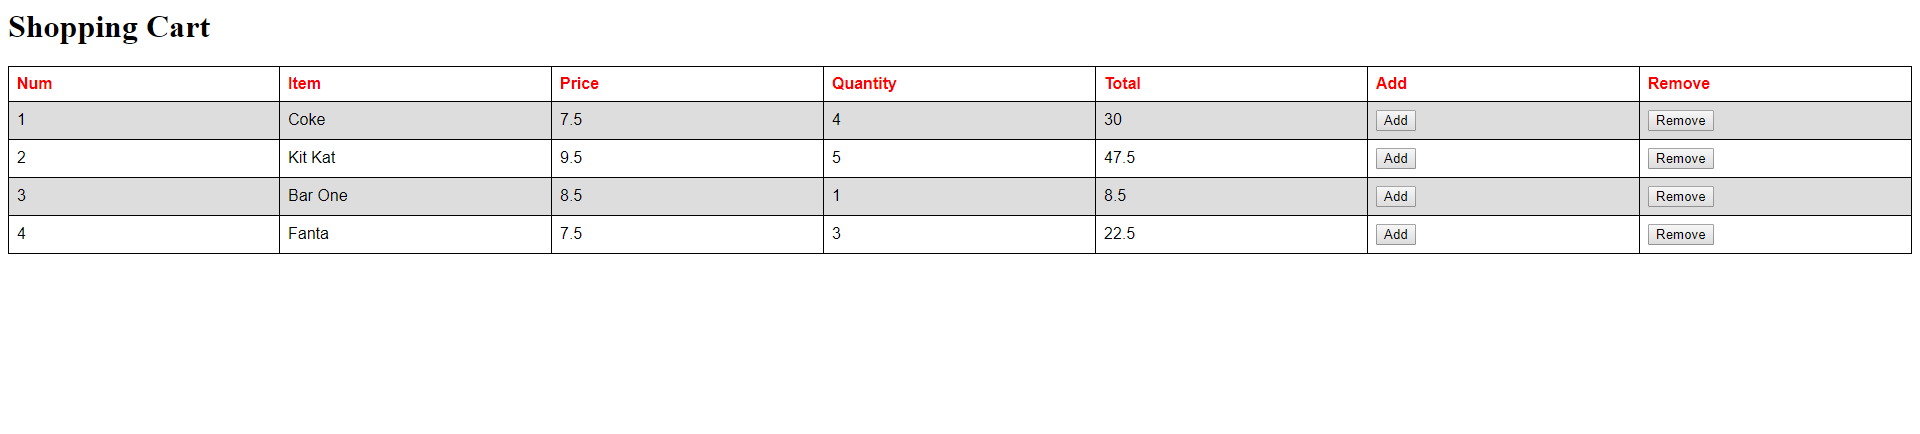 Shopping Cart
Num Item Price Quantity Total Add Remove
1 Coke 7.5 4 30 Add Remove
2 Kit Kat 9.5 5 47.5 Add Remove
3 Bar One 8.5 1 8.5 Add Remove
4 Fanta 7.5 3 22.5 Add Remove